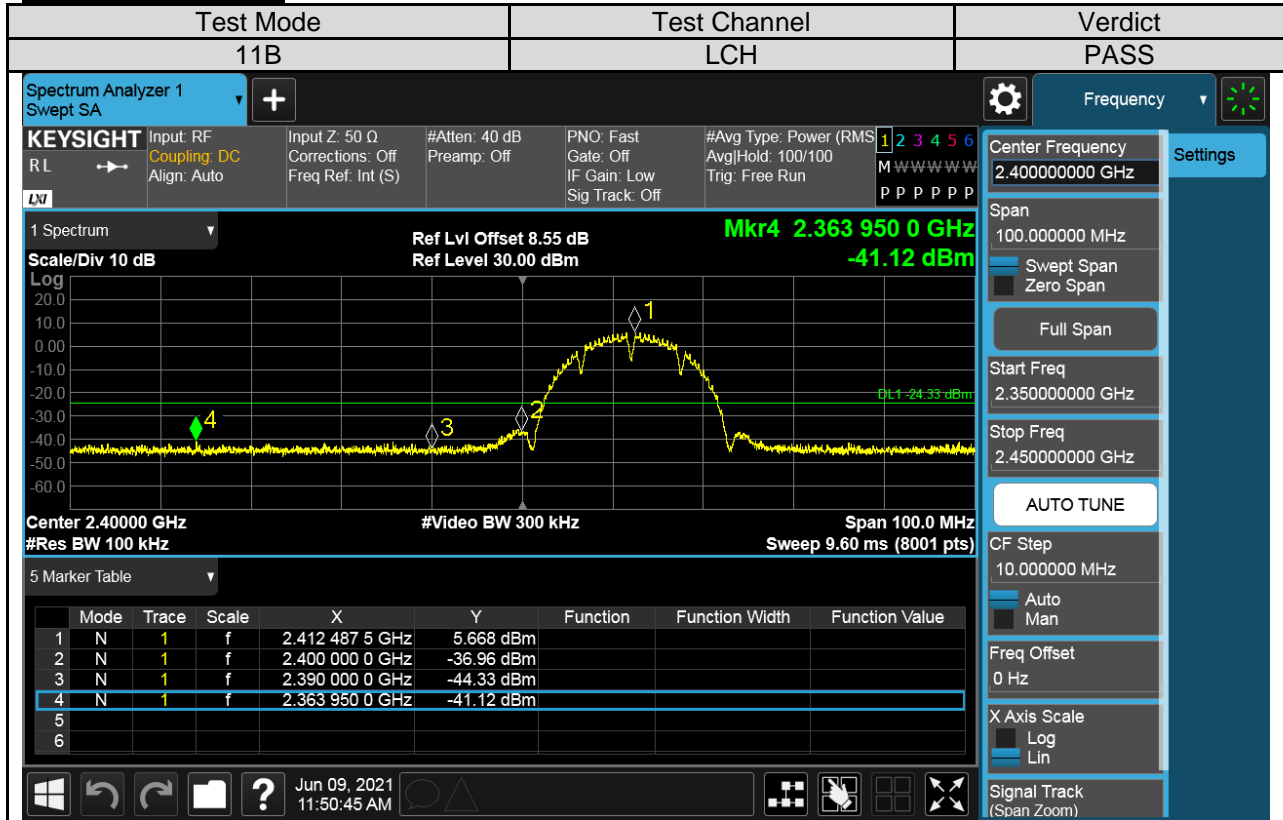 Test Mode Test Channel Verdict
11B LCH PASS
Spectrum Analyzer 1
Swept SA
+
Frequency
KEYSIGHT
RL
LXI
Input: RF
Coupling: DC
Align: Auto
Input Z: 50 Ω
Corrections: Off
Freq Ref: Int (S)
#Atten: 40 dB
Preamp: Off
PNO: Fast
Gate: Off
IF Gain: Low
Sig Track: Off
#Avg Type: Power (RMS
Avg|Hold: 100/100
Trig: Free Run
1 2 3 4 5 6
M W W W W W
P P P P P P
1 Spectrum
Scale/Div 10 dB
Ref Lvl Offset 8.55 dB
Ref Level 30.00 dBm
Mkr4 2.363 950 0 GHz
-41.12 dBm
Log
20.0
10.0
0.00
-10.0
-20.0
-30.0
-40.0
-50.0
-60.0
1
2
3
4
DL1 -24.33 dBm
Center 2.40000 GHz
#Res BW 100 kHz
#Video BW 300 kHz
Span 100.0 MHz
Sweep 9.60 ms (8001 pts)
5 Marker Table
Mode Trace Scale X Y Function Function Width Function Value
1 N 1 f 2.412 487 5 GHz 5.668 dBm
2 N 1 f 2.400 000 0 GHz -36.96 dBm
3 N 1 f 2.390 000 0 GHz -44.33 dBm
4 N 1 f 2.363 950 0 GHz -41.12 dBm
5
6
?
Jun 09, 2021
11:50:45 AM
Center Frequency
2.400000000 GHz
Span
100.000000 MHz
Swept Span
Zero Span
Full Span
Start Freq
2.350000000 GHz
Stop Freq
2.450000000 GHz
AUTO TUNE
CF Step
10.000000 MHz
Auto
Man
Freq Offset
0 Hz
X Axis Scale
Log
Lin
Signal Track
(Span Zoom)
Settings